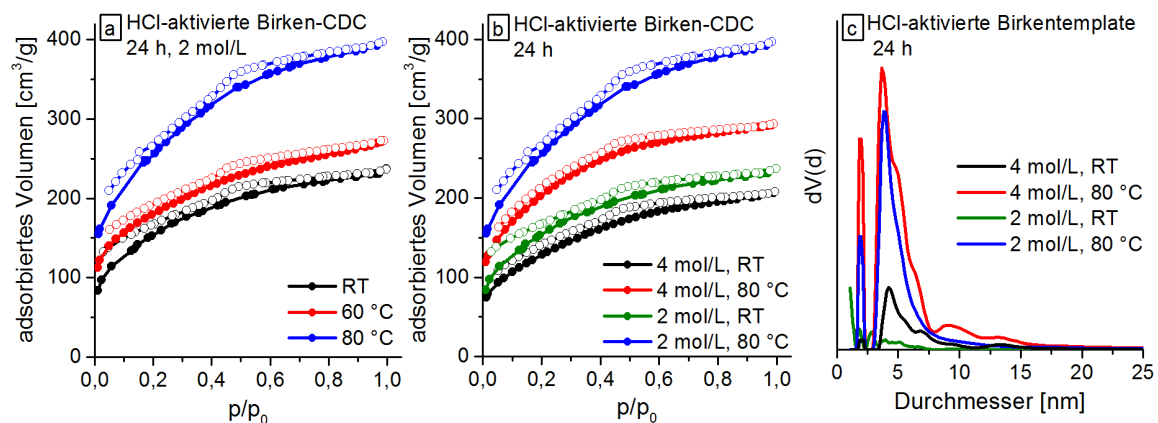 a
HCl-aktivierte Birken-CDC
24 h, 2 mol/L
adsorbiertes Volumen [cm³/g]
400
300
200
100
0
0,0
0,2
0,4
0,6
0,8
1,0
p/p₀
RT
60 °C
80 °C
b
HCl-aktivierte Birken-CDC
24 h
adsorbiertes Volumen [cm³/g]
400
300
200
100
0
0,0
0,2
0,4
0,6
0,8
1,0
p/p₀
4 mol/L, RT
4 mol/L, 80 °C
2 mol/L, RT
2 mol/L, 80 °C
c
HCl-aktivierte Birkentemplate
24 h
dV(d)
4 mol/L, RT
4 mol/L, 80 °C
2 mol/L, RT
2 mol/L, 80 °C
0
5
10
15
20
25
Durchmesser [nm]